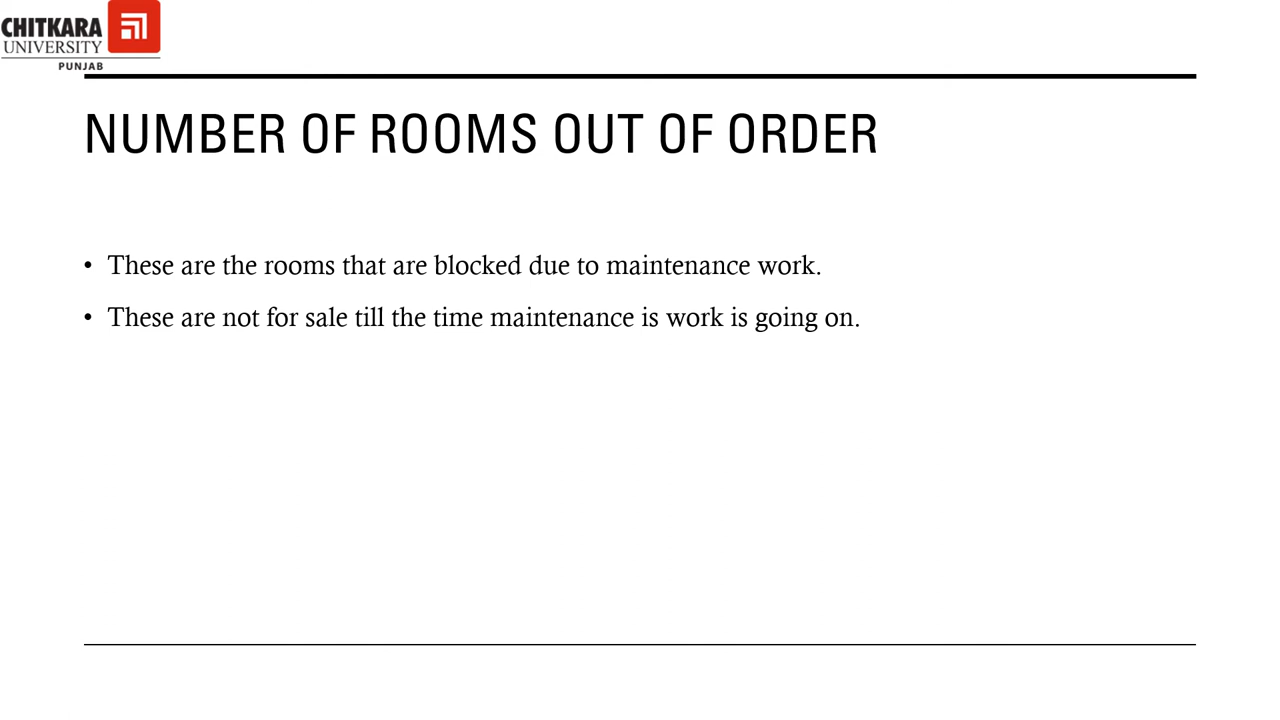 CHITKARA
UNIVERSITY
PUNJAB
NUMBER OF ROOMS OUT OF ORDER
• These are the rooms that are blocked due to maintenance work.
• These are not for sale till the time maintenance is work is going on.